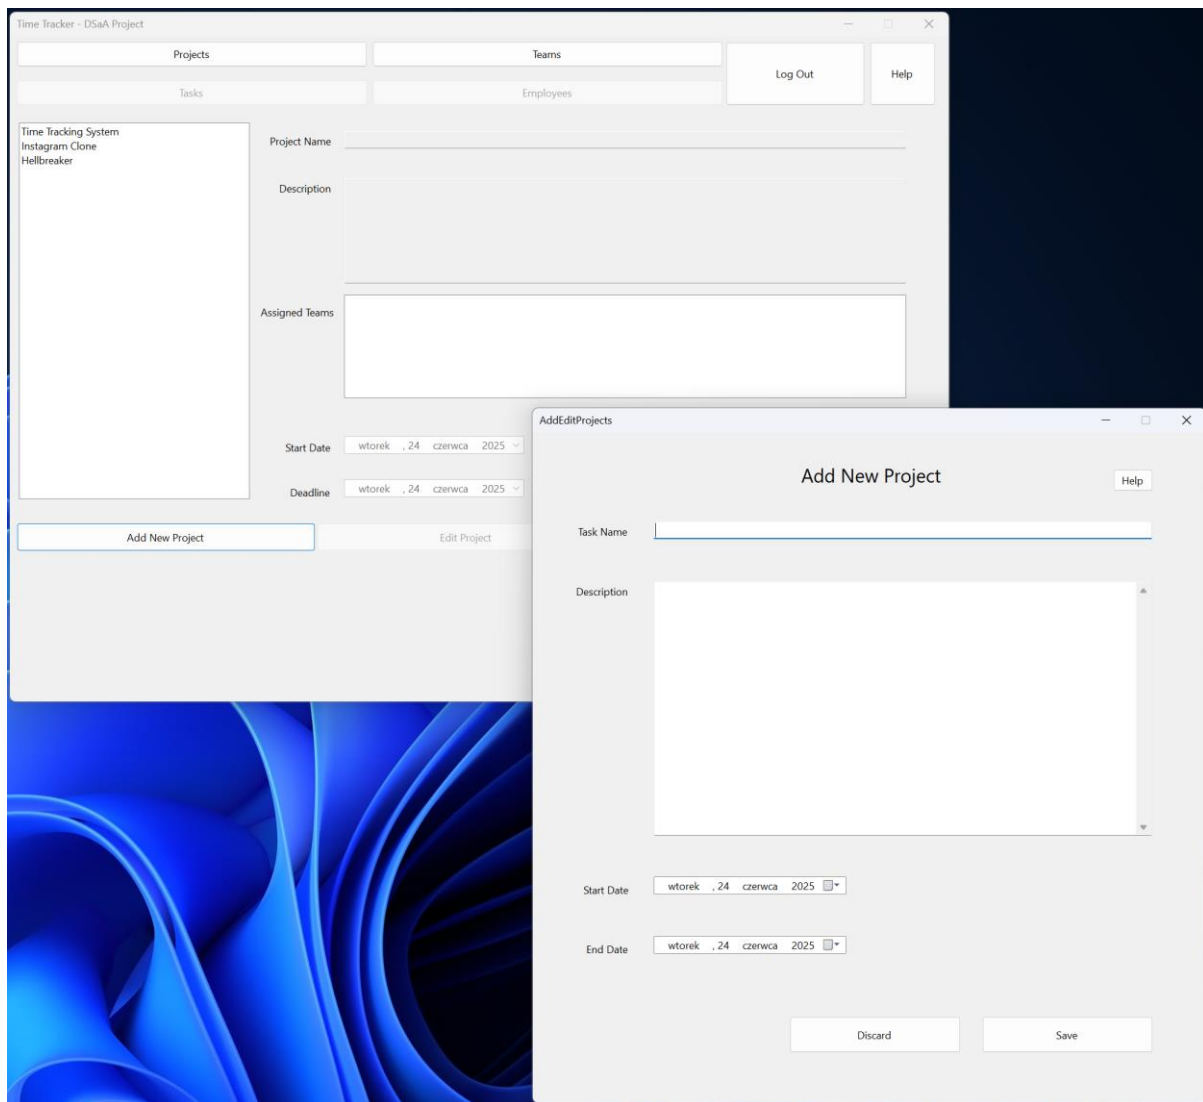 Time Tracker - DSaA Project
Projects
Teams
Log Out
Help
Tasks
Employees
Time Tracking System
Instagram Clone
Hellbreaker
Project Name
Description
Assigned Teams
Start Date
wtorek , 24 czerwca 2025
Deadline
wtorek , 24 czerwca 2025
Add New Project
Edit Project
AddEditProjects
Add New Project
Help
Task Name
Description
Start Date
wtorek , 24 czerwca 2025
End Date
wtorek , 24 czerwca 2025
Discard
Save